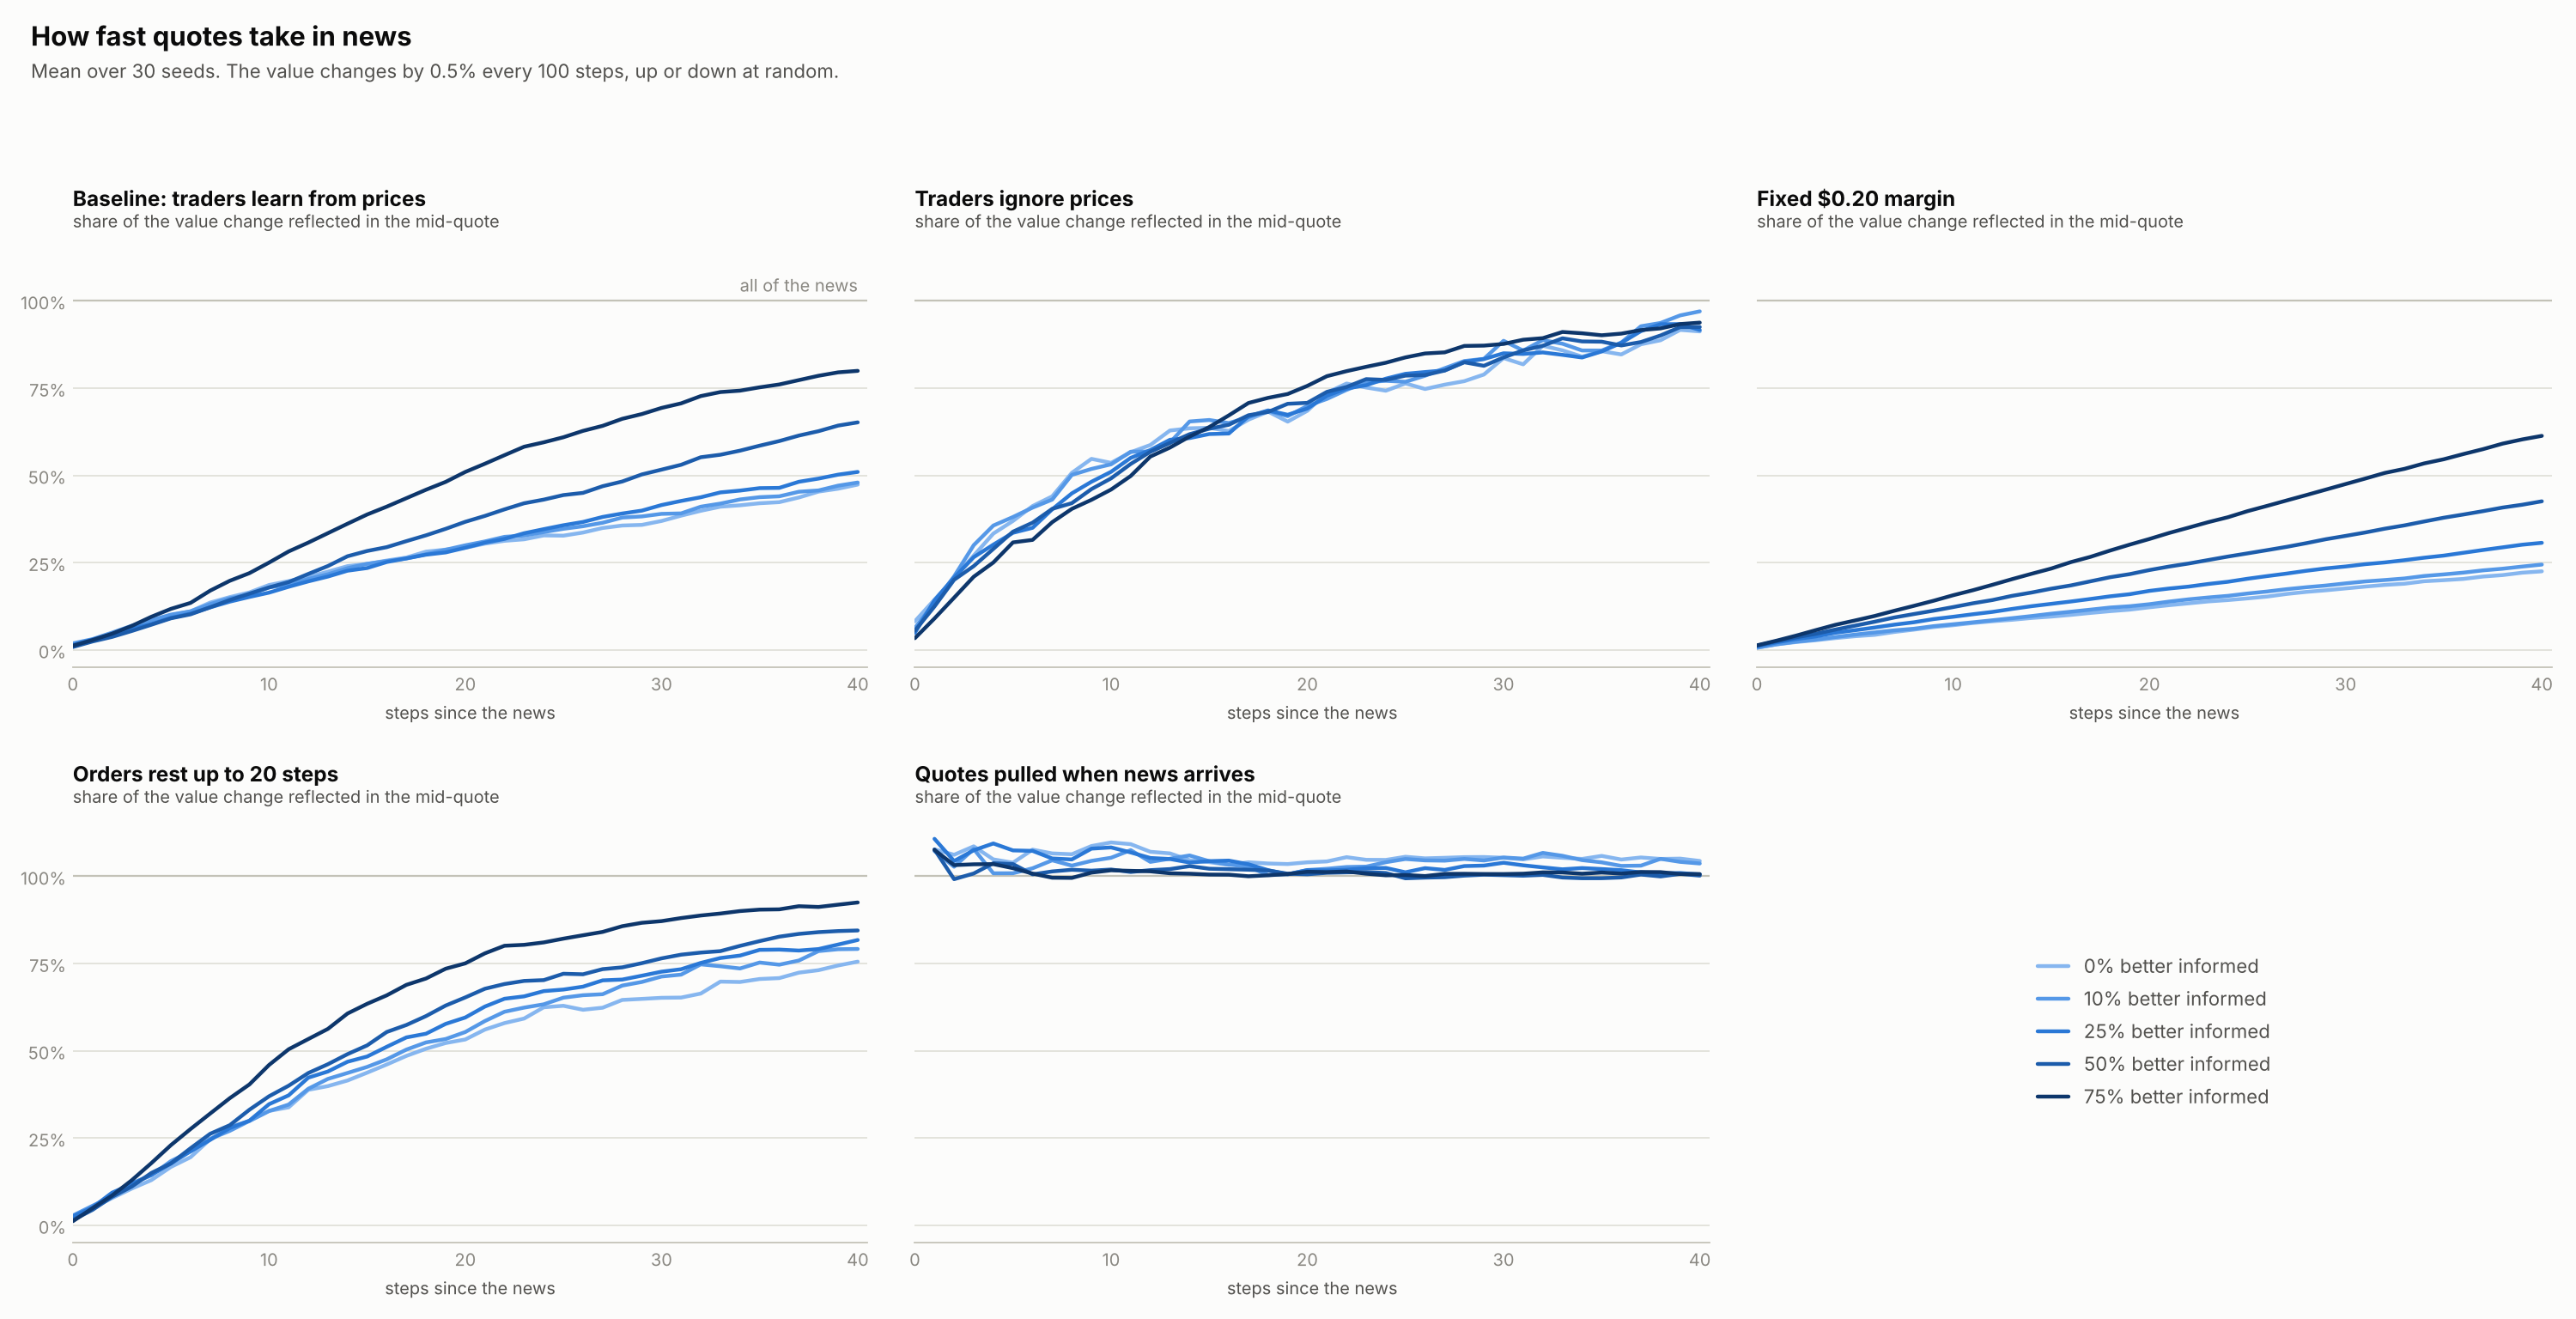 How fast quotes take in news
Mean over 30 seeds. The value changes by 0.5% every 100 steps, up or down at random.
Baseline: traders learn from prices
share of the value change reflected in the mid-quote
all of the news
100%
75%
50%
25%
0%
0 10 20 30 40
steps since the news
Traders ignore prices
share of the value change reflected in the mid-quote
0 10 20 30 40
steps since the news
Fixed $0.20 margin
share of the value change reflected in the mid-quote
0 10 20 30 40
steps since the news
Orders rest up to 20 steps
share of the value change reflected in the mid-quote
100%
75%
50%
25%
0%
0 10 20 30 40
steps since the news
Quotes pulled when news arrives
share of the value change reflected in the mid-quote
0 10 20 30 40
steps since the news
0% better informed
10% better informed
25% better informed
50% better informed
75% better informed